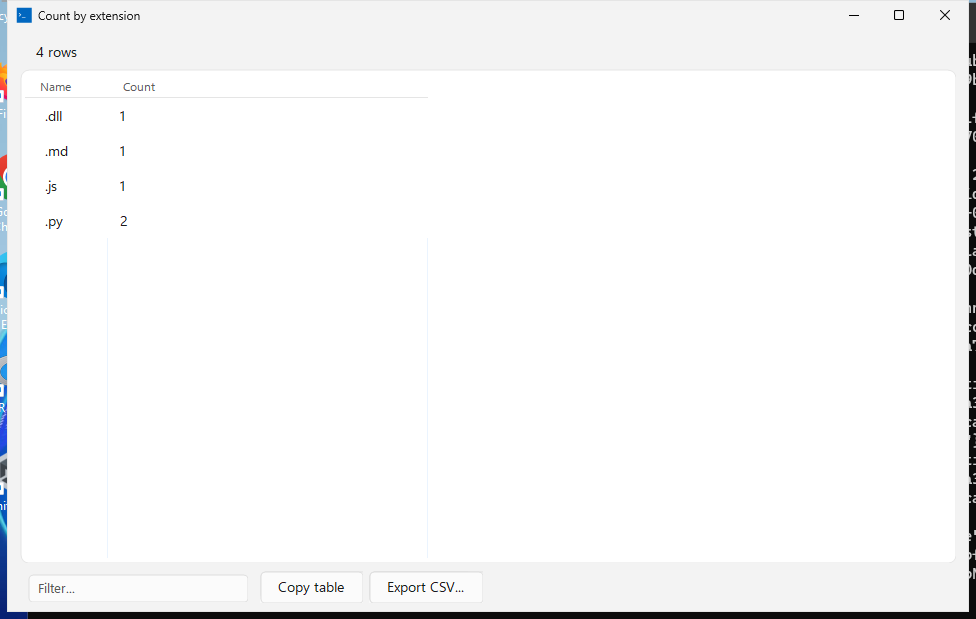 Count by extension
4 rows
Name Count
.dll 1
.md 1
.js 1
.py 2
Filter...
Copy table Export CSV...